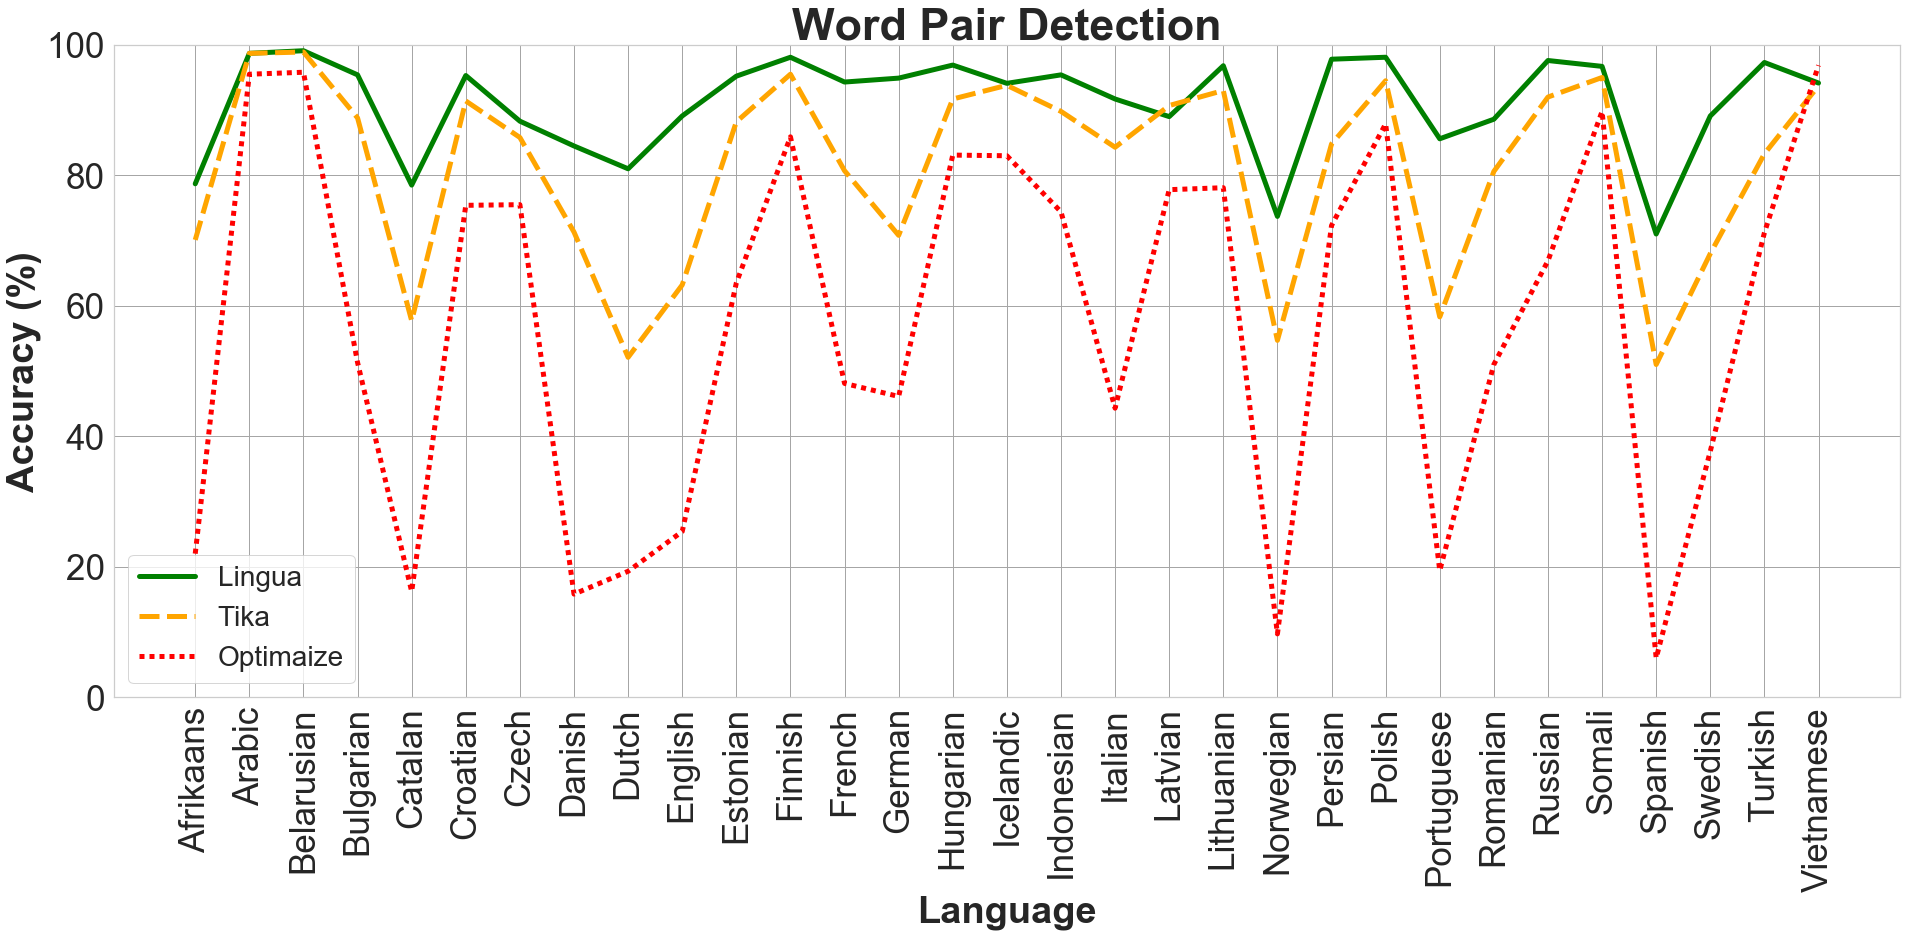 Word Pair Detection
100
80
60
40
20
0
Accuracy (%)
Lingua
Tika
Optimaize
Afrikaans
Arabic
Belarusian
Bulgarian
Catalan
Croatian
Czech
Danish
Dutch
English
Estonian
Finnish
French
German
Hungarian
Icelandic
Indonesian
Italian
Latvian
Lithuanian
Norwegian
Persian
Polish
Portuguese
Romanian
Russian
Somali
Spanish
Swedish
Turkish
Vietnamese
Language